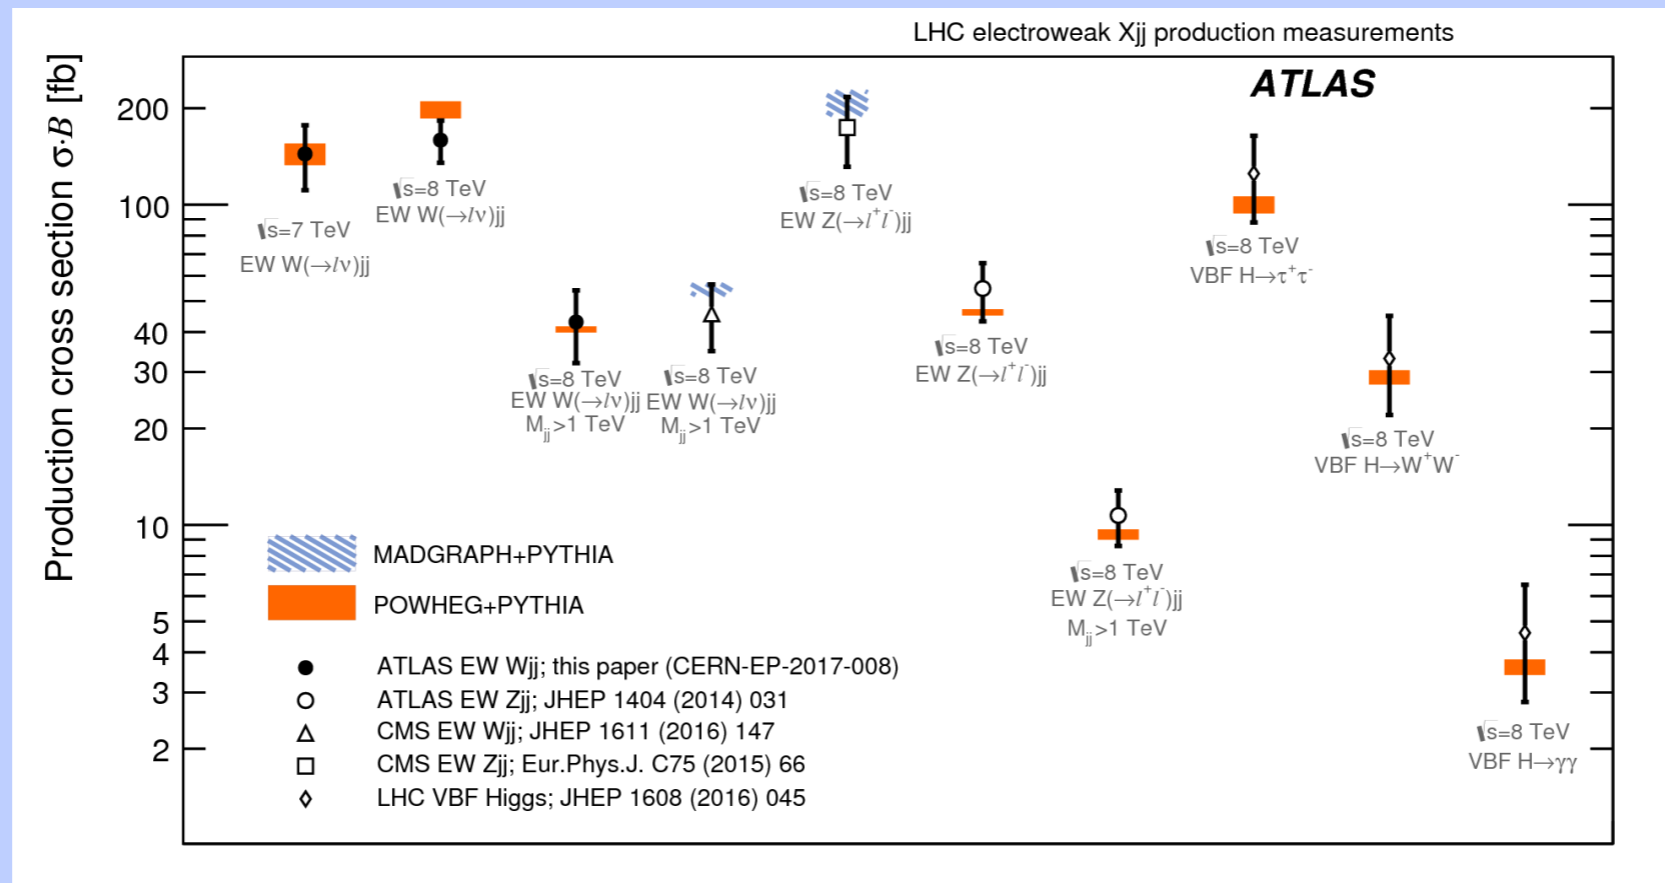 LHC electroweak Xjj production measurements
ATLAS
Production cross section σ·B [fb]
200
100
40
30
20
10
5
4
3
2
√s=7 TeV
EW W(→lν)jj
√s=8 TeV
EW W(→lν)jj
√s=8 TeV
EW W(→lν)jj
Mjj>1 TeV
√s=8 TeV
EW W(→lν)jj
Mjj>1 TeV
√s=8 TeV
EW Z(→l⁺l⁻)jj
√s=8 TeV
EW Z(→l⁺l⁻)jj
√s=8 TeV
EW Z(→l⁺l⁻)jj
Mjj>1 TeV
√s=8 TeV
VBF H→τ⁺τ⁻
√s=8 TeV
VBF H→W⁺W⁻
√s=8 TeV
VBF H→γγ
MADGRAPH+PYTHIA
POWHEG+PYTHIA
ATLAS EW Wjj; this paper (CERN-EP-2017-008)
ATLAS EW Zjj; JHEP 1404 (2014) 031
CMS EW Wjj; JHEP 1611 (2016) 147
CMS EW Zjj; Eur.Phys.J. C75 (2015) 66
LHC VBF Higgs; JHEP 1608 (2016) 045